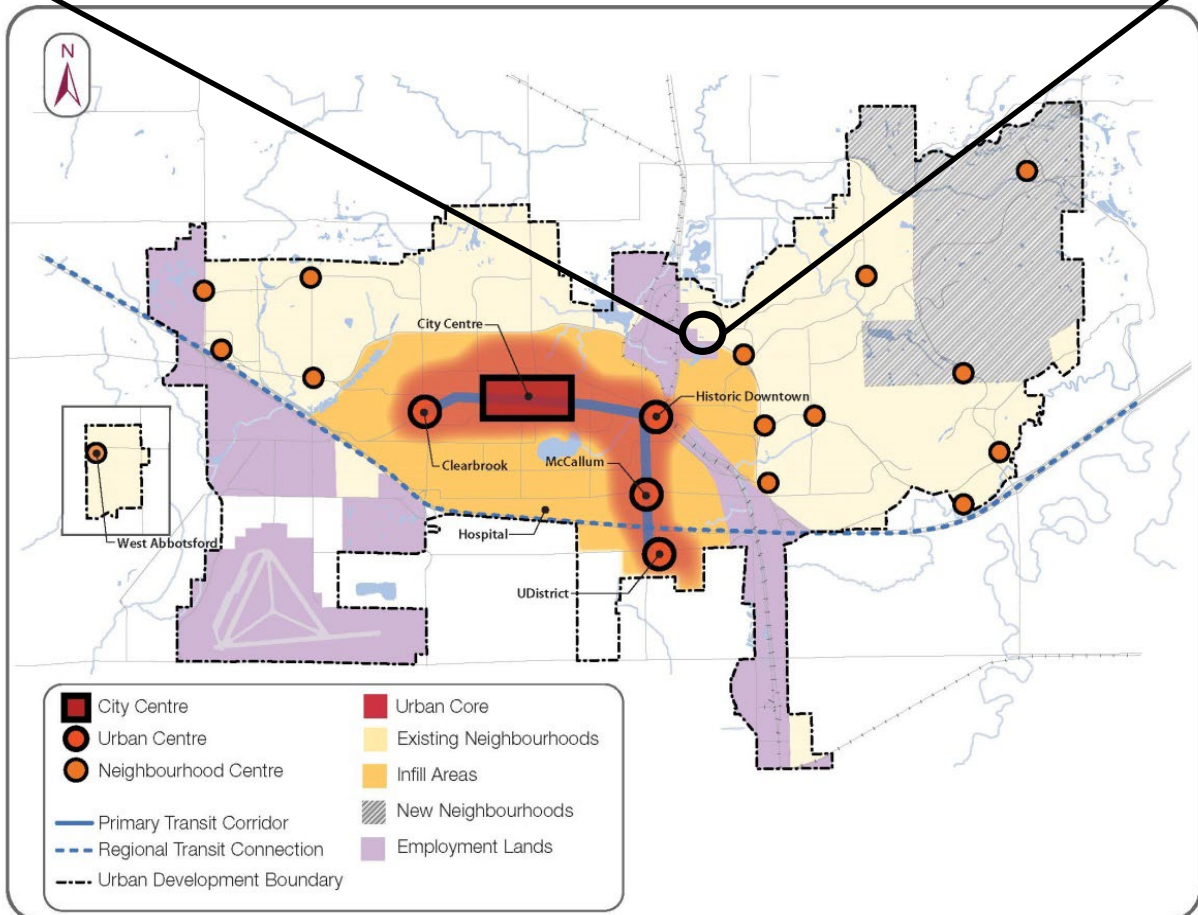 N
City Centre
Historic Downtown
Clearbrook
McCallum
Hospital
West Abbotsford
UDistrict
City Centre
Urban Centre
Neighbourhood Centre
Primary Transit Corridor
Regional Transit Connection
Urban Development Boundary
Urban Core
Existing Neighbourhoods
Infill Areas
New Neighbourhoods
Employment Lands